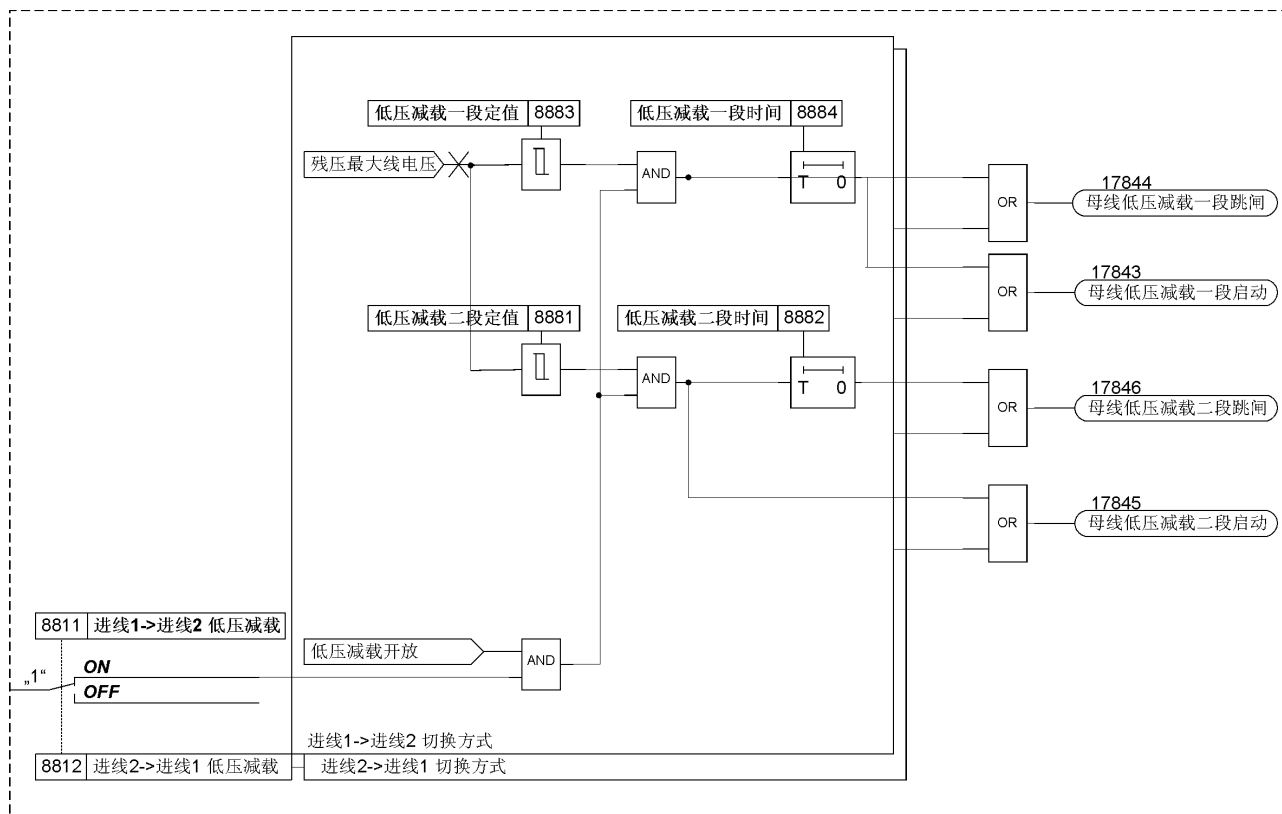 低压减载一段定值 8883
低压减载一段时间 8884
残压最大线电压
AND
T 0
OR
17844
母线低压减载一段跳闸
OR
17843
母线低压减载一段启动
低压减载二段定值 8881
低压减载二段时间 8882
AND
T 0
OR
17846
母线低压减载二段跳闸
OR
17845
母线低压减载二段启动
8811 进线1->进线2 低压减载
低压减载开放
AND
„1“
ON
OFF
进线1->进线2 切换方式
8812 进线2->进线1 低压减载
进线2->进线1 切换方式